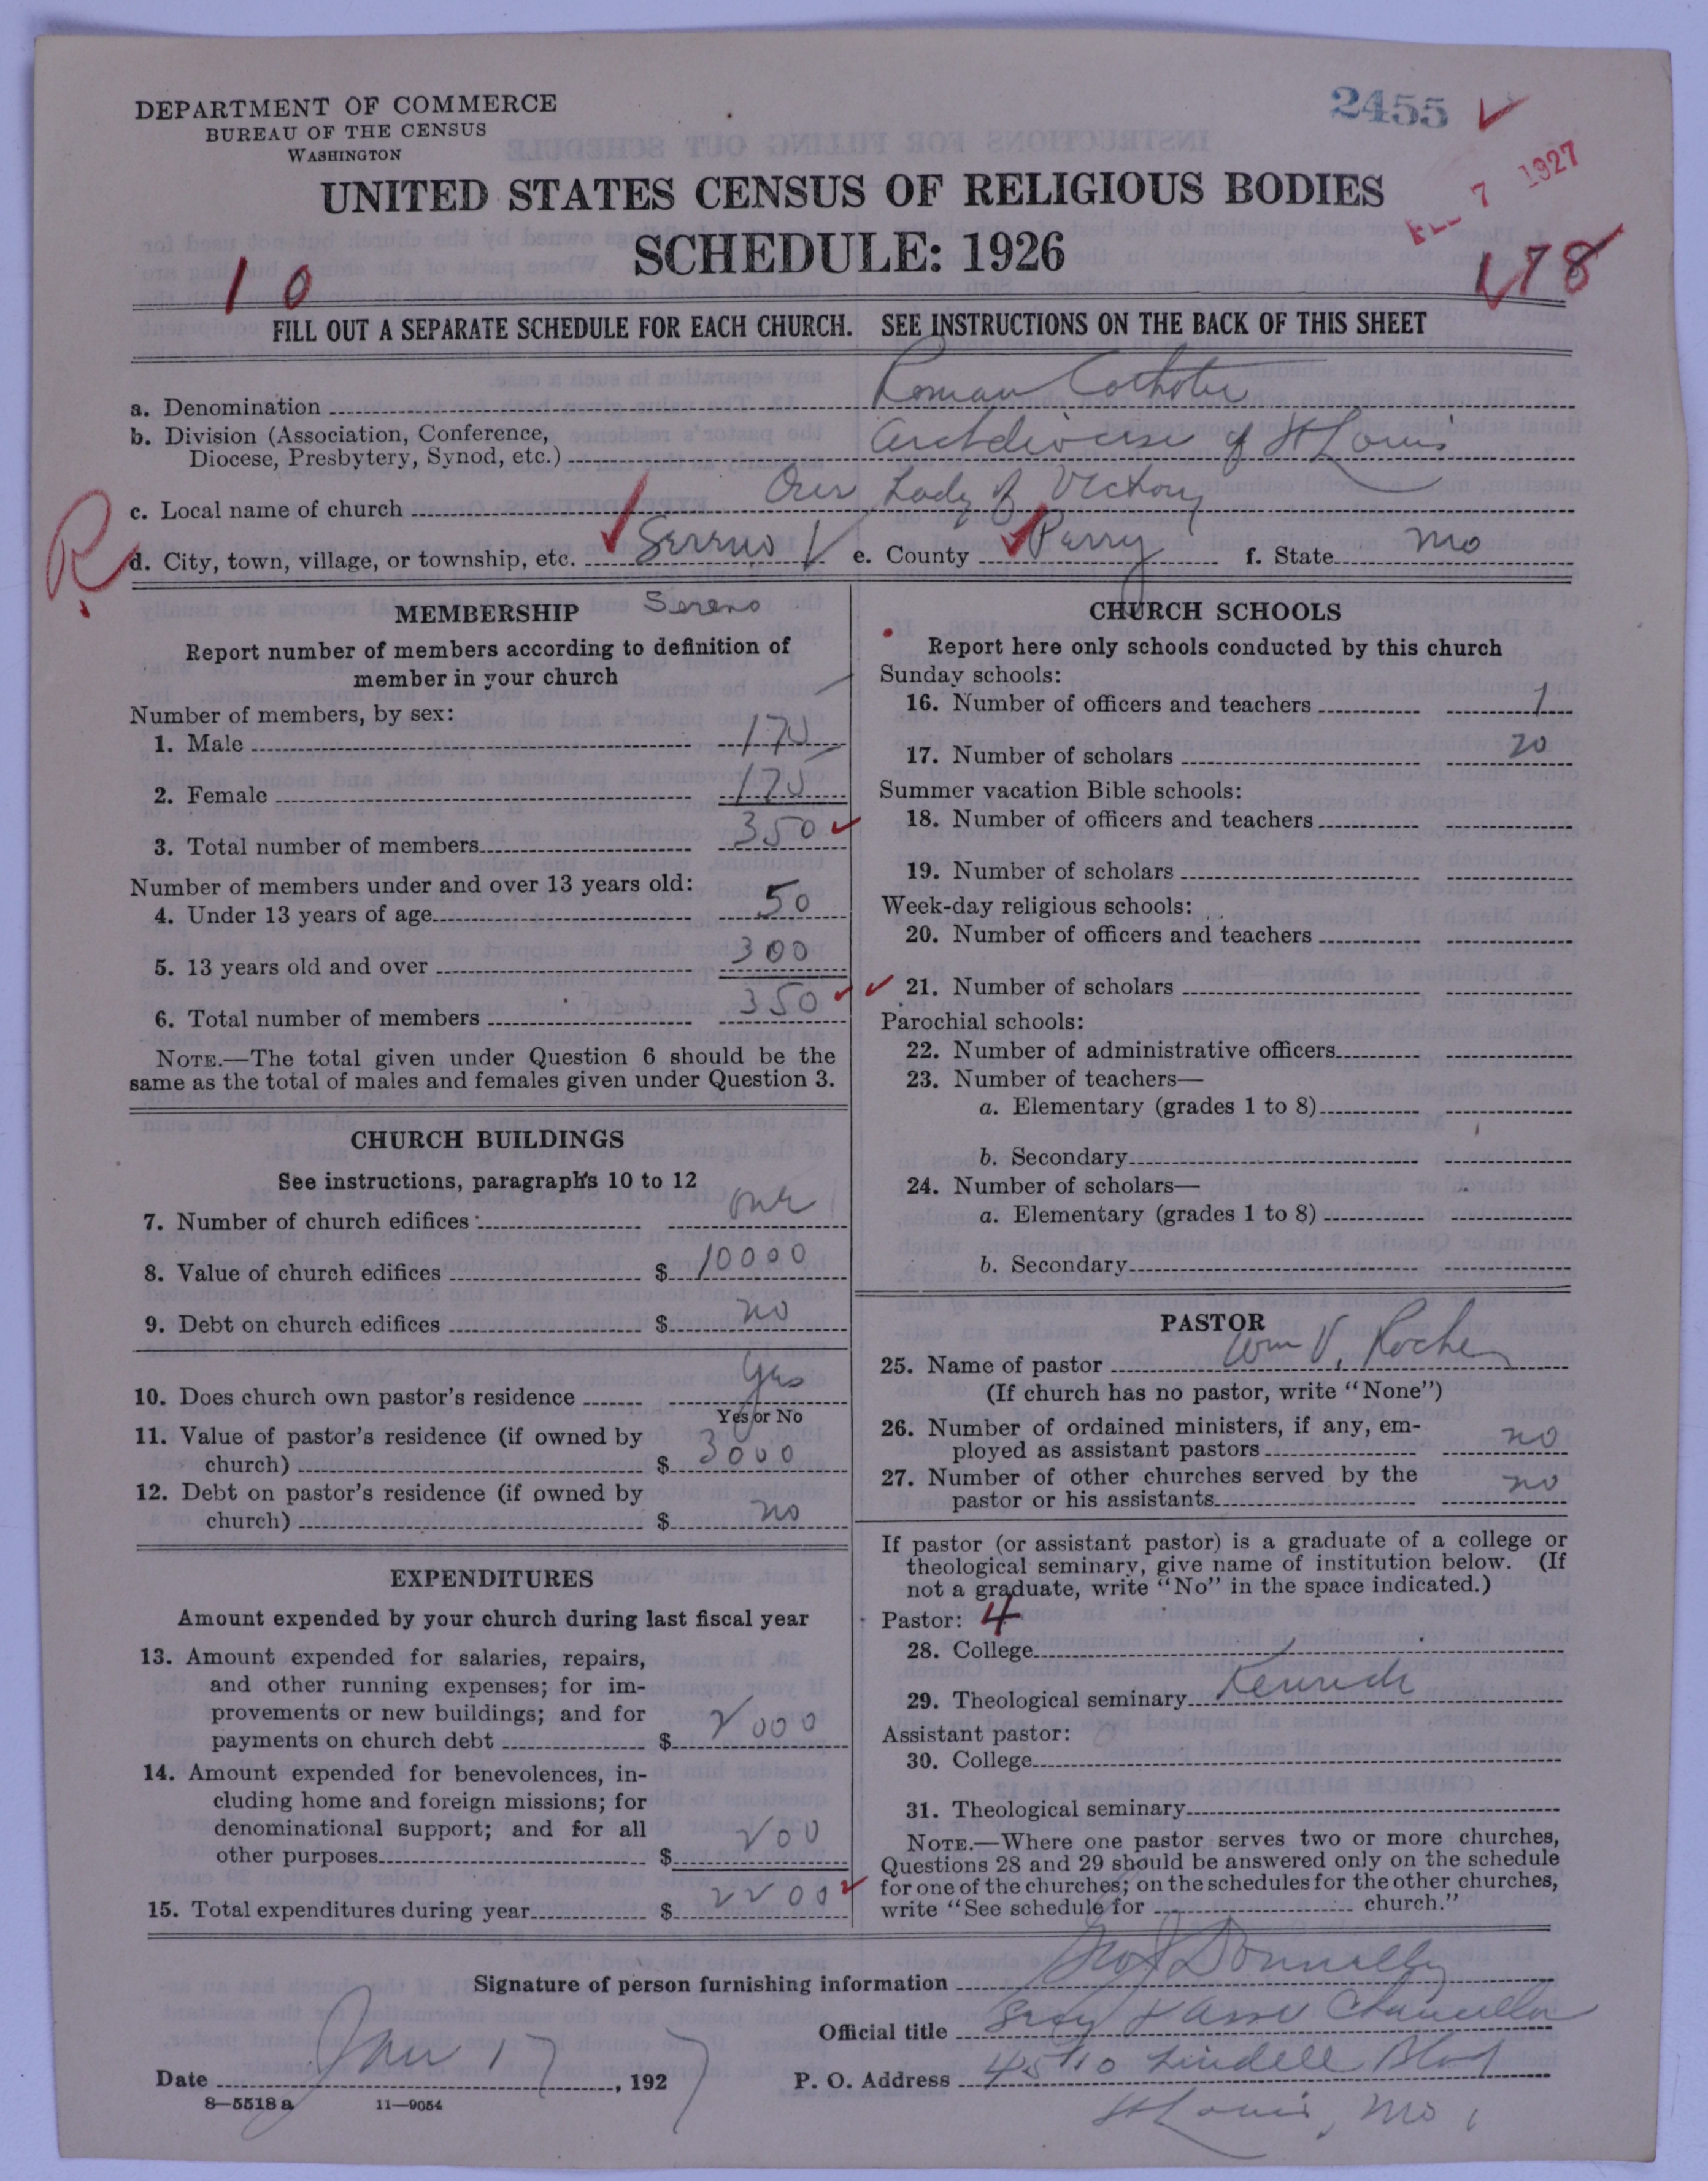 DEPARTMENT OF COMMERCE
BUREAU OF THE CENSUS
WASHINGTON
2455
7 1927
UNITED STATES CENSUS OF RELIGIOUS BODIES
SCHEDULE: 1926
1 0
178
FILL OUT A SEPARATE SCHEDULE FOR EACH CHURCH. SEE INSTRUCTIONS ON THE BACK OF THIS SHEET
a. Denomination Roman Catholic
b. Division (Association, Conference,
Diocese, Presbytery, Synod, etc.) Archdiocese of St Louis
c. Local name of church Our Lady of Victory
R
d. City, town, village, or township, etc. Serreno e. County Perry f. State Mo
MEMBERSHIP Sereno
Report number of members according to definition of
member in your church
Number of members, by sex:
1. Male 175
2. Female 175
3. Total number of members 350
Number of members under and over 13 years old:
4. Under 13 years of age 50
5. 13 years old and over 300
6. Total number of members 350
NOTE.—The total given under Question 6 should be the
same as the total of males and females given under Question 3.
CHURCH BUILDINGS
See instructions, paragraphs 10 to 12
7. Number of church edifices one
8. Value of church edifices $ 10000
9. Debt on church edifices $ no
10. Does church own pastor's residence yes
Yes or No
11. Value of pastor's residence (if owned by
church) $ 3000
12. Debt on pastor's residence (if owned by
church) $ no
EXPENDITURES
Amount expended by your church during last fiscal year
13. Amount expended for salaries, repairs,
and other running expenses; for im-
provements or new buildings; and for
payments on church debt $ 2000
14. Amount expended for benevolences, in-
cluding home and foreign missions; for
denominational support; and for all
other purposes $ 200
15. Total expenditures during year $ 2200
CHURCH SCHOOLS
Report here only schools conducted by this church
Sunday schools:
16. Number of officers and teachers 1
17. Number of scholars 20
Summer vacation Bible schools:
18. Number of officers and teachers
19. Number of scholars
Week-day religious schools:
20. Number of officers and teachers
21. Number of scholars
Parochial schools:
22. Number of administrative officers
23. Number of teachers—
a. Elementary (grades 1 to 8)
b. Secondary
24. Number of scholars—
a. Elementary (grades 1 to 8)
b. Secondary
PASTOR
25. Name of pastor Wm V. Roche
(If church has no pastor, write "None")
26. Number of ordained ministers, if any, em-
ployed as assistant pastors no
27. Number of other churches served by the
pastor or his assistants no
If pastor (or assistant pastor) is a graduate of a college or
theological seminary, give name of institution below. (If
not a graduate, write "No" in the space indicated.)
Pastor: 4
28. College
29. Theological seminary Kenrick
Assistant pastor:
30. College
31. Theological seminary
NOTE.—Where one pastor serves two or more churches,
Questions 28 and 29 should be answered only on the schedule
for one of the churches; on the schedules for the other churches,
write "See schedule for church."
Signature of person furnishing information Donnelly
Official title Secy & Asst Chancellor
Date Jan 17, 1927 P. O. Address 4510 Lindell Blvd
St Louis, Mo,
8—5518 a 11—9054